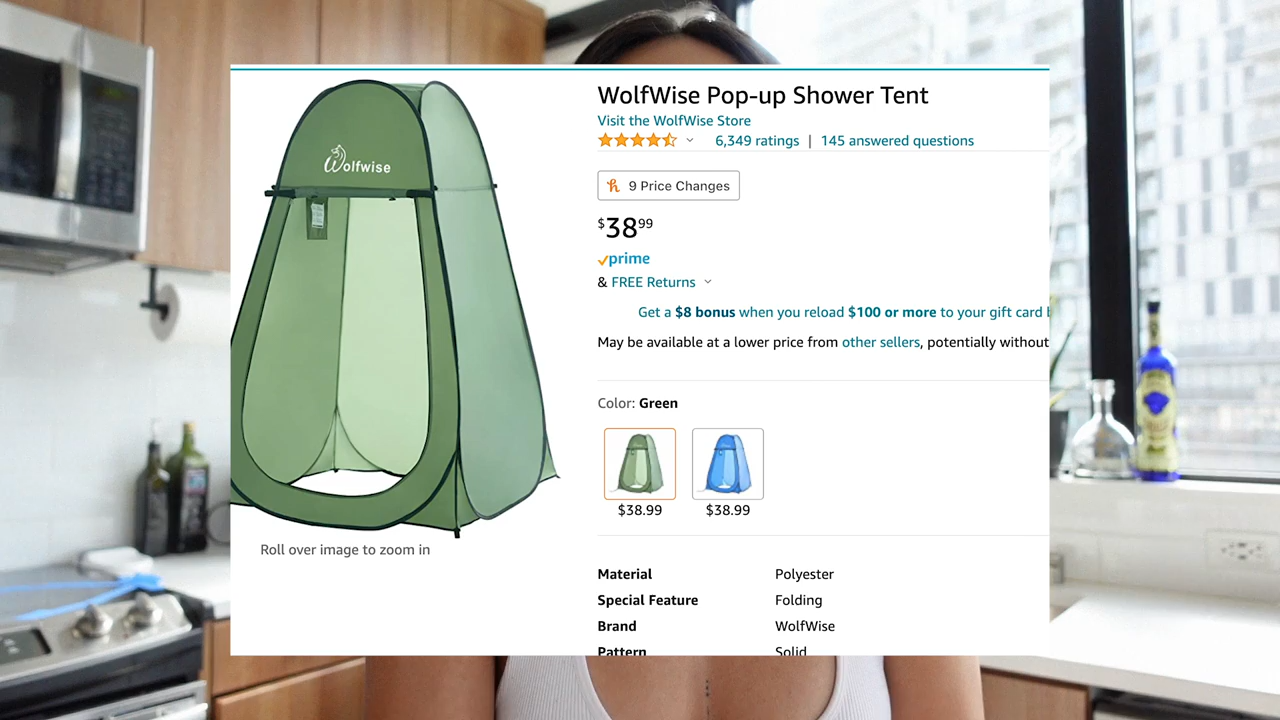 Wolfwise
Roll over image to zoom in
WolfWise Pop-up Shower Tent
Visit the WolfWise Store
6,349 ratings | 145 answered questions
9 Price Changes
$38 99
prime
& FREE Returns
Get a $8 bonus when you reload $100 or more to your gift card
May be available at a lower price from other sellers, potentially without
Color: Green
$38.99 $38.99
Material Polyester
Special Feature Folding
Brand WolfWise
Pattern Solid